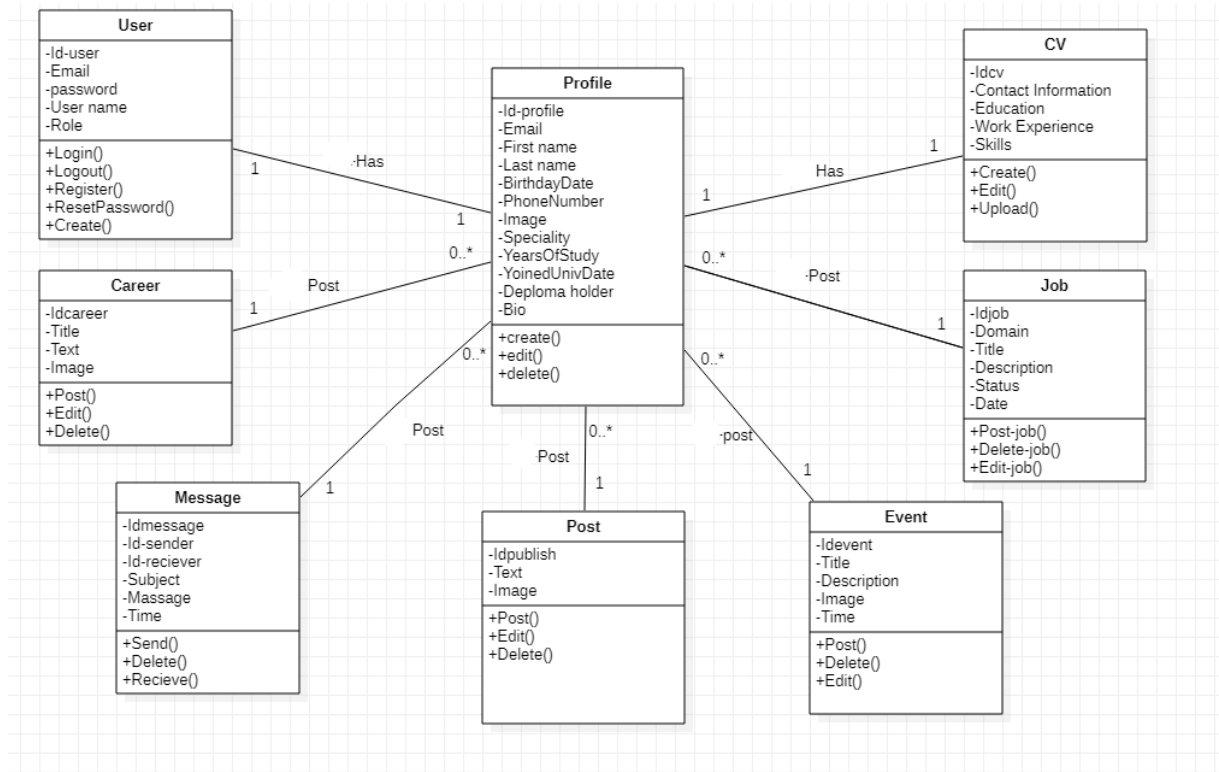 User
-Id-user
-Email
-password
-User name
-Role
+Login()
+Logout()
+Register()
+ResetPassword()
+Create()
Profile
-Id-profile
-Email
-First name
-Last name
-BirthdayDate
-PhoneNumber
-Image
-Speciality
-YearsOfStudy
-YoinedUnivDate
-Deploma holder
-Bio
+create()
+edit()
+delete()
CV
-Idcv
-Contact Information
-Education
-Work Experience
-Skills
+Create()
+Edit()
+Upload()
1
Has
1
1
Has
1
Career
-Idcareer
-Title
-Text
-Image
+Post()
+Edit()
+Delete()
1
Post
0..*
Job
-Idjob
-Domain
-Title
-Description
-Status
-Date
+Post-job()
+Delete-job()
+Edit-job()
0..*
Post
1
0..*
Post
1
0..*
Post
1
0..*
post
1
Message
-Idmessage
-Id-sender
-Id-reciever
-Subject
-Massage
-Time
+Send()
+Delete()
+Recieve()
Post
-Idpublish
-Text
-Image
+Post()
+Edit()
+Delete()
Event
-Idevent
-Title
-Description
-Image
-Time
+Post()
+Delete()
+Edit()